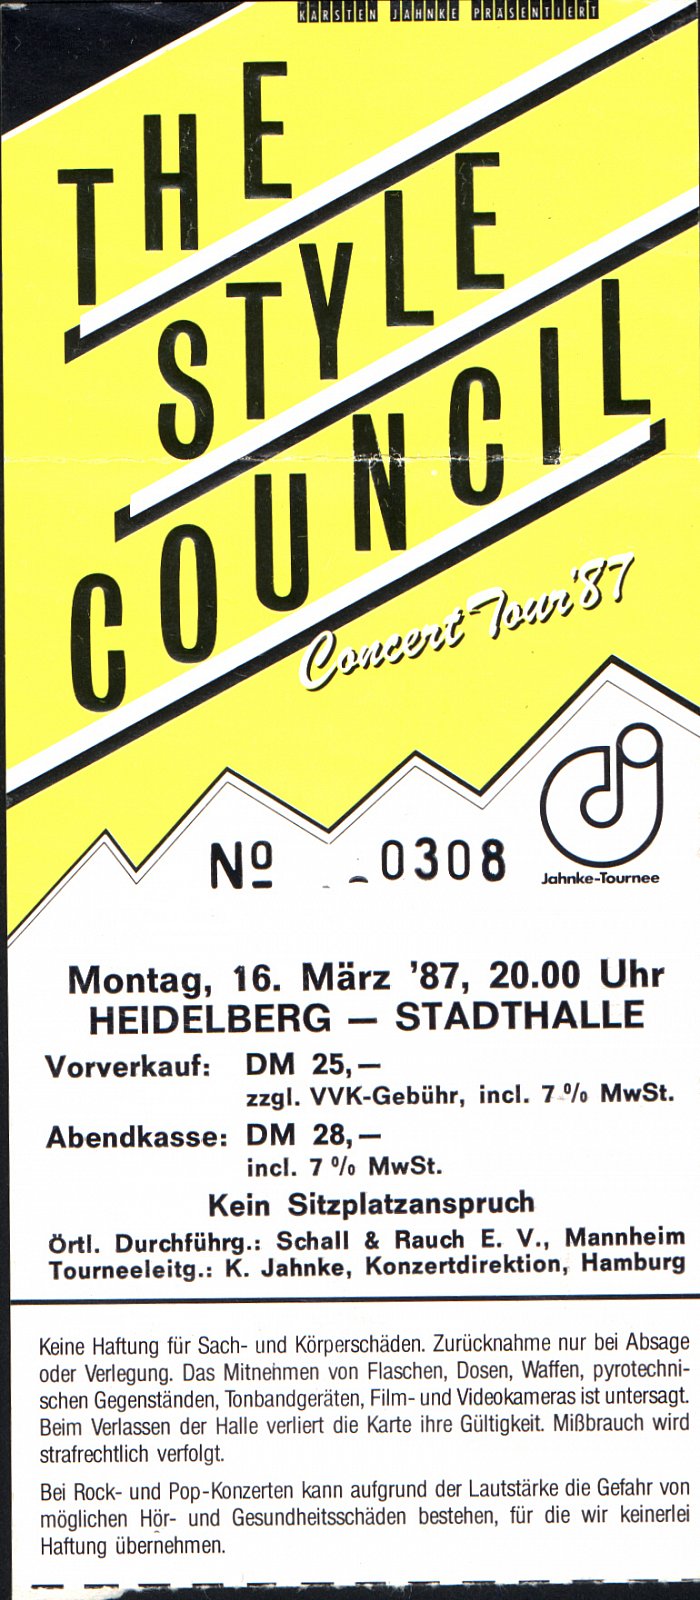 KARSTEN JAHNKE PRÄSENTIERT
THE
STYLE
COUNCIL
Concert Tour '87
Jahnke-Tournee
Nº 0308
Montag, 16. März '87, 20.00 Uhr
HEIDELBERG — STADTHALLE
Vorverkauf: DM 25,—
zzgl. VVK-Gebühr, incl. 7 % MwSt.
Abendkasse: DM 28,—
incl. 7 % MwSt.
Kein Sitzplatzanspruch
Örtl. Durchführg.: Schall & Rauch E. V., Mannheim
Tourneeleitg.: K. Jahnke, Konzertdirektion, Hamburg
Keine Haftung für Sach- und Körperschäden. Zurücknahme nur bei Absage
oder Verlegung. Das Mitnehmen von Flaschen, Dosen, Waffen, pyrotechni-
schen Gegenständen, Tonbandgeräten, Film- und Videokameras ist untersagt.
Beim Verlassen der Halle verliert die Karte ihre Gültigkeit. Mißbrauch wird
strafrechtlich verfolgt.
Bei Rock- und Pop-Konzerten kann aufgrund der Lautstärke die Gefahr von
möglichen Hör- und Gesundheitsschäden bestehen, für die wir keinerlei
Haftung übernehmen.